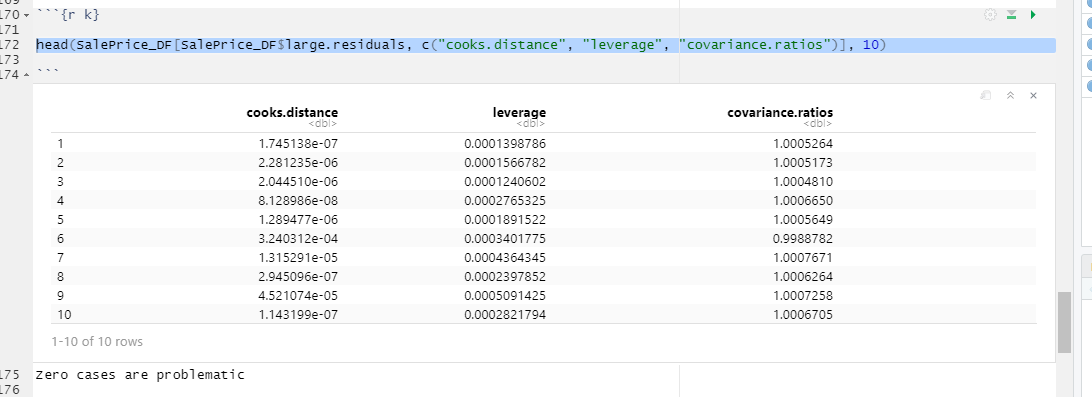 169
170 ```{r k}
171
172 head(SalePrice_DF[SalePrice_DF$large.residuals, c("cooks.distance", "leverage", "covariance.ratios")], 10)
173
174 ```
cooks.distance leverage covariance.ratios
<dbl> <dbl> <dbl>
1 1.745138e-07 0.0001398786 1.0005264
2 2.281235e-06 0.0001566782 1.0005173
3 2.044510e-06 0.0001240602 1.0004810
4 8.128986e-08 0.0002765325 1.0006650
5 1.289477e-06 0.0001891522 1.0005649
6 3.240312e-04 0.0003401775 0.9988782
7 1.315291e-05 0.0004364345 1.0007671
8 2.945096e-07 0.0002397852 1.0006264
9 4.521074e-05 0.0005091425 1.0007258
10 1.143199e-07 0.0002821794 1.0006705
1-10 of 10 rows
175 Zero cases are problematic
176